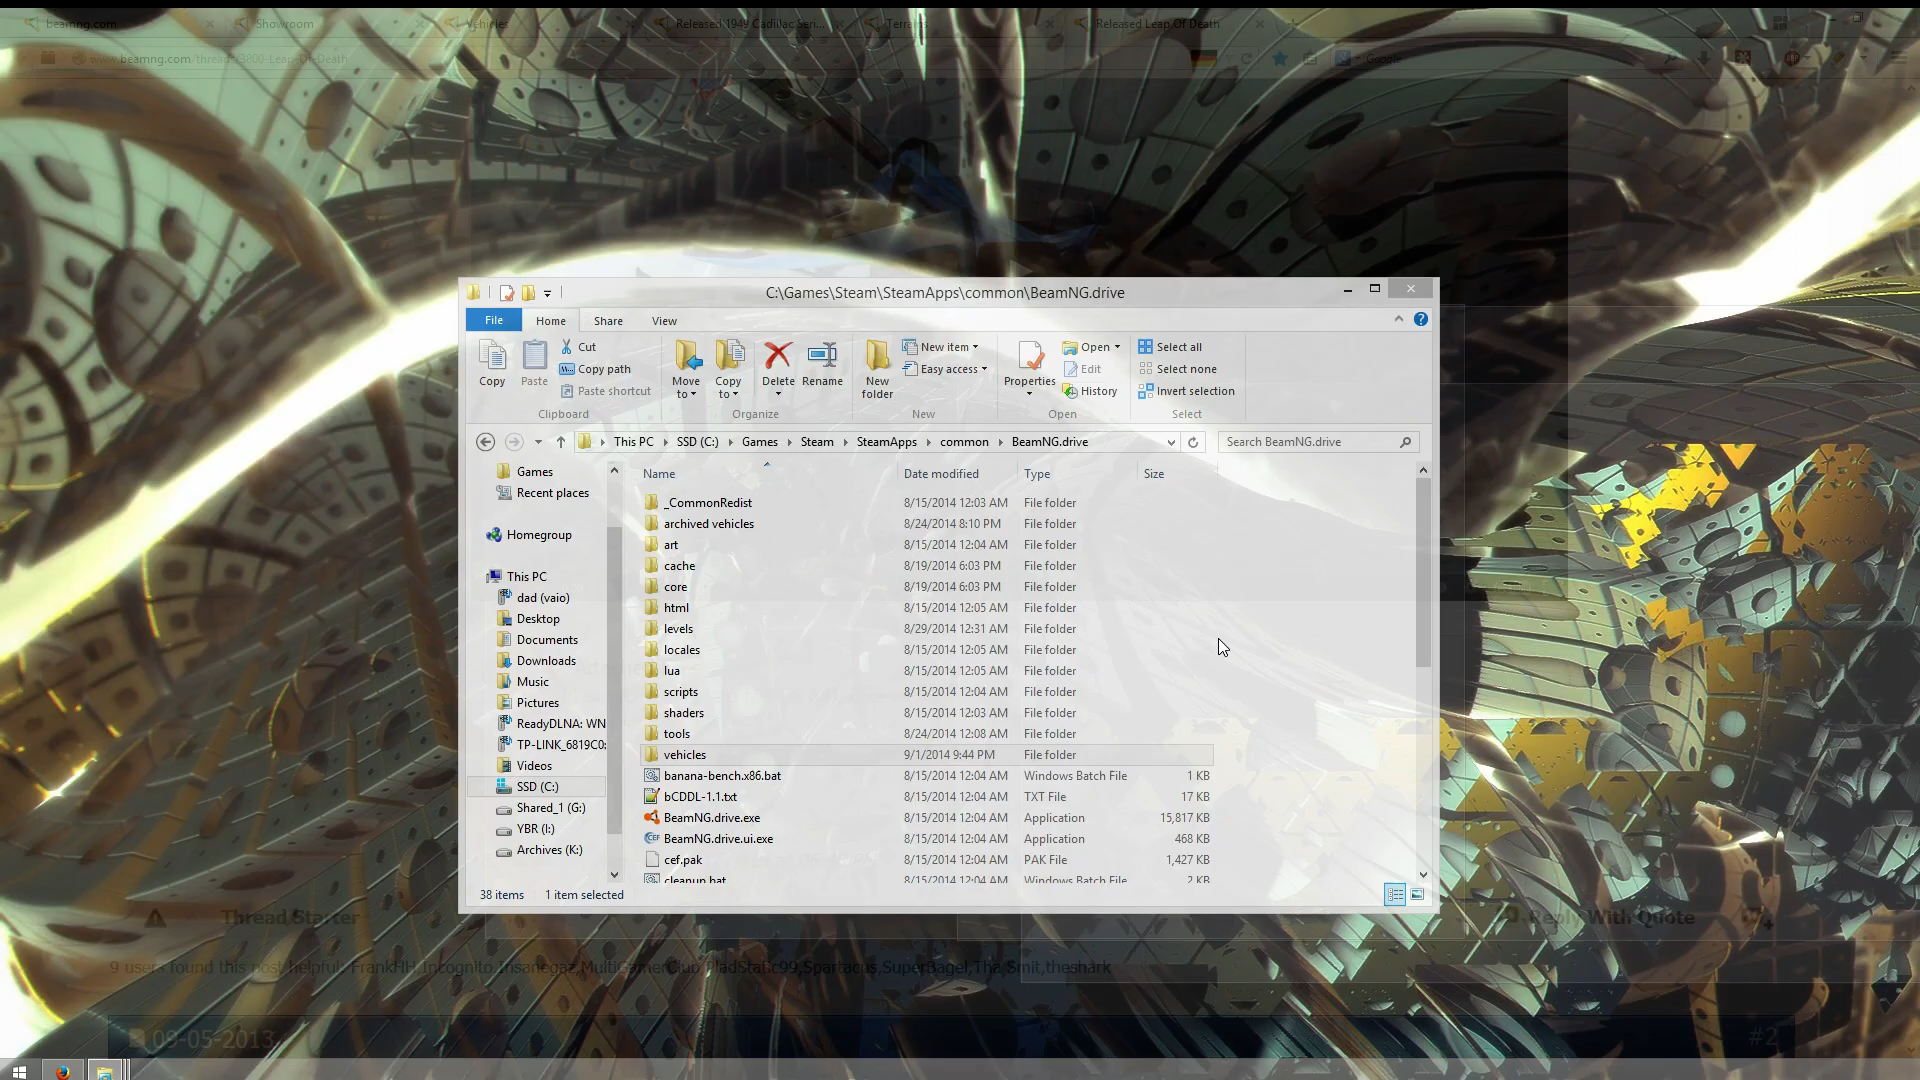 beamng.com Showroom Vehicles Released 1949 Cadillac Seri... Terrains Released Leap Of Death
www.beamng.com/threads/3800-Leap-Of-Death Google
C:\Games\Steam\SteamApps\common\BeamNG.drive
File Home Share View
Copy Paste Cut Copy path Paste shortcut
Move to Copy to Delete Rename
New folder New item Easy access
Properties Open Edit History
Select all Select none Invert selection
Clipboard Organize New Open Select
This PC SSD (C:) Games Steam SteamApps common BeamNG.drive Search BeamNG.drive
Games
Recent places
Homegroup
This PC
dad (vaio)
Desktop
Documents
Downloads
Music
Pictures
ReadyDLNA: WN
TP-LINK_6819C0:
Videos
SSD (C:)
Shared_1 (G:)
YBR (I:)
Archives (K:)
Name Date modified Type Size
_CommonRedist 8/15/2014 12:03 AM File folder
archived vehicles 8/24/2014 8:10 PM File folder
art 8/15/2014 12:04 AM File folder
cache 8/19/2014 6:03 PM File folder
core 8/19/2014 6:03 PM File folder
html 8/15/2014 12:05 AM File folder
levels 8/29/2014 12:31 AM File folder
locales 8/15/2014 12:05 AM File folder
lua 8/15/2014 12:05 AM File folder
scripts 8/15/2014 12:04 AM File folder
shaders 8/15/2014 12:03 AM File folder
tools 8/24/2014 12:08 AM File folder
vehicles 9/1/2014 9:44 PM File folder
banana-bench.x86.bat 8/15/2014 12:04 AM Windows Batch File 1 KB
bCDDL-1.1.txt 8/15/2014 12:04 AM TXT File 17 KB
BeamNG.drive.exe 8/15/2014 12:04 AM Application 15,817 KB
BeamNG.drive.ui.exe 8/15/2014 12:04 AM Application 468 KB
cef.pak 8/15/2014 12:04 AM PAK File 1,427 KB
cleanup.bat 8/15/2014 12:04 AM Windows Batch File 2 KB
38 items 1 item selected
Thread Starter Reply With Quote
9 users found this post helpful: FrankHH,Incognito,Insanegaz,MultiGamerClub, ,Spartacus,SuperBagel,Tha_Smit,theshark
09-05-2013 #2